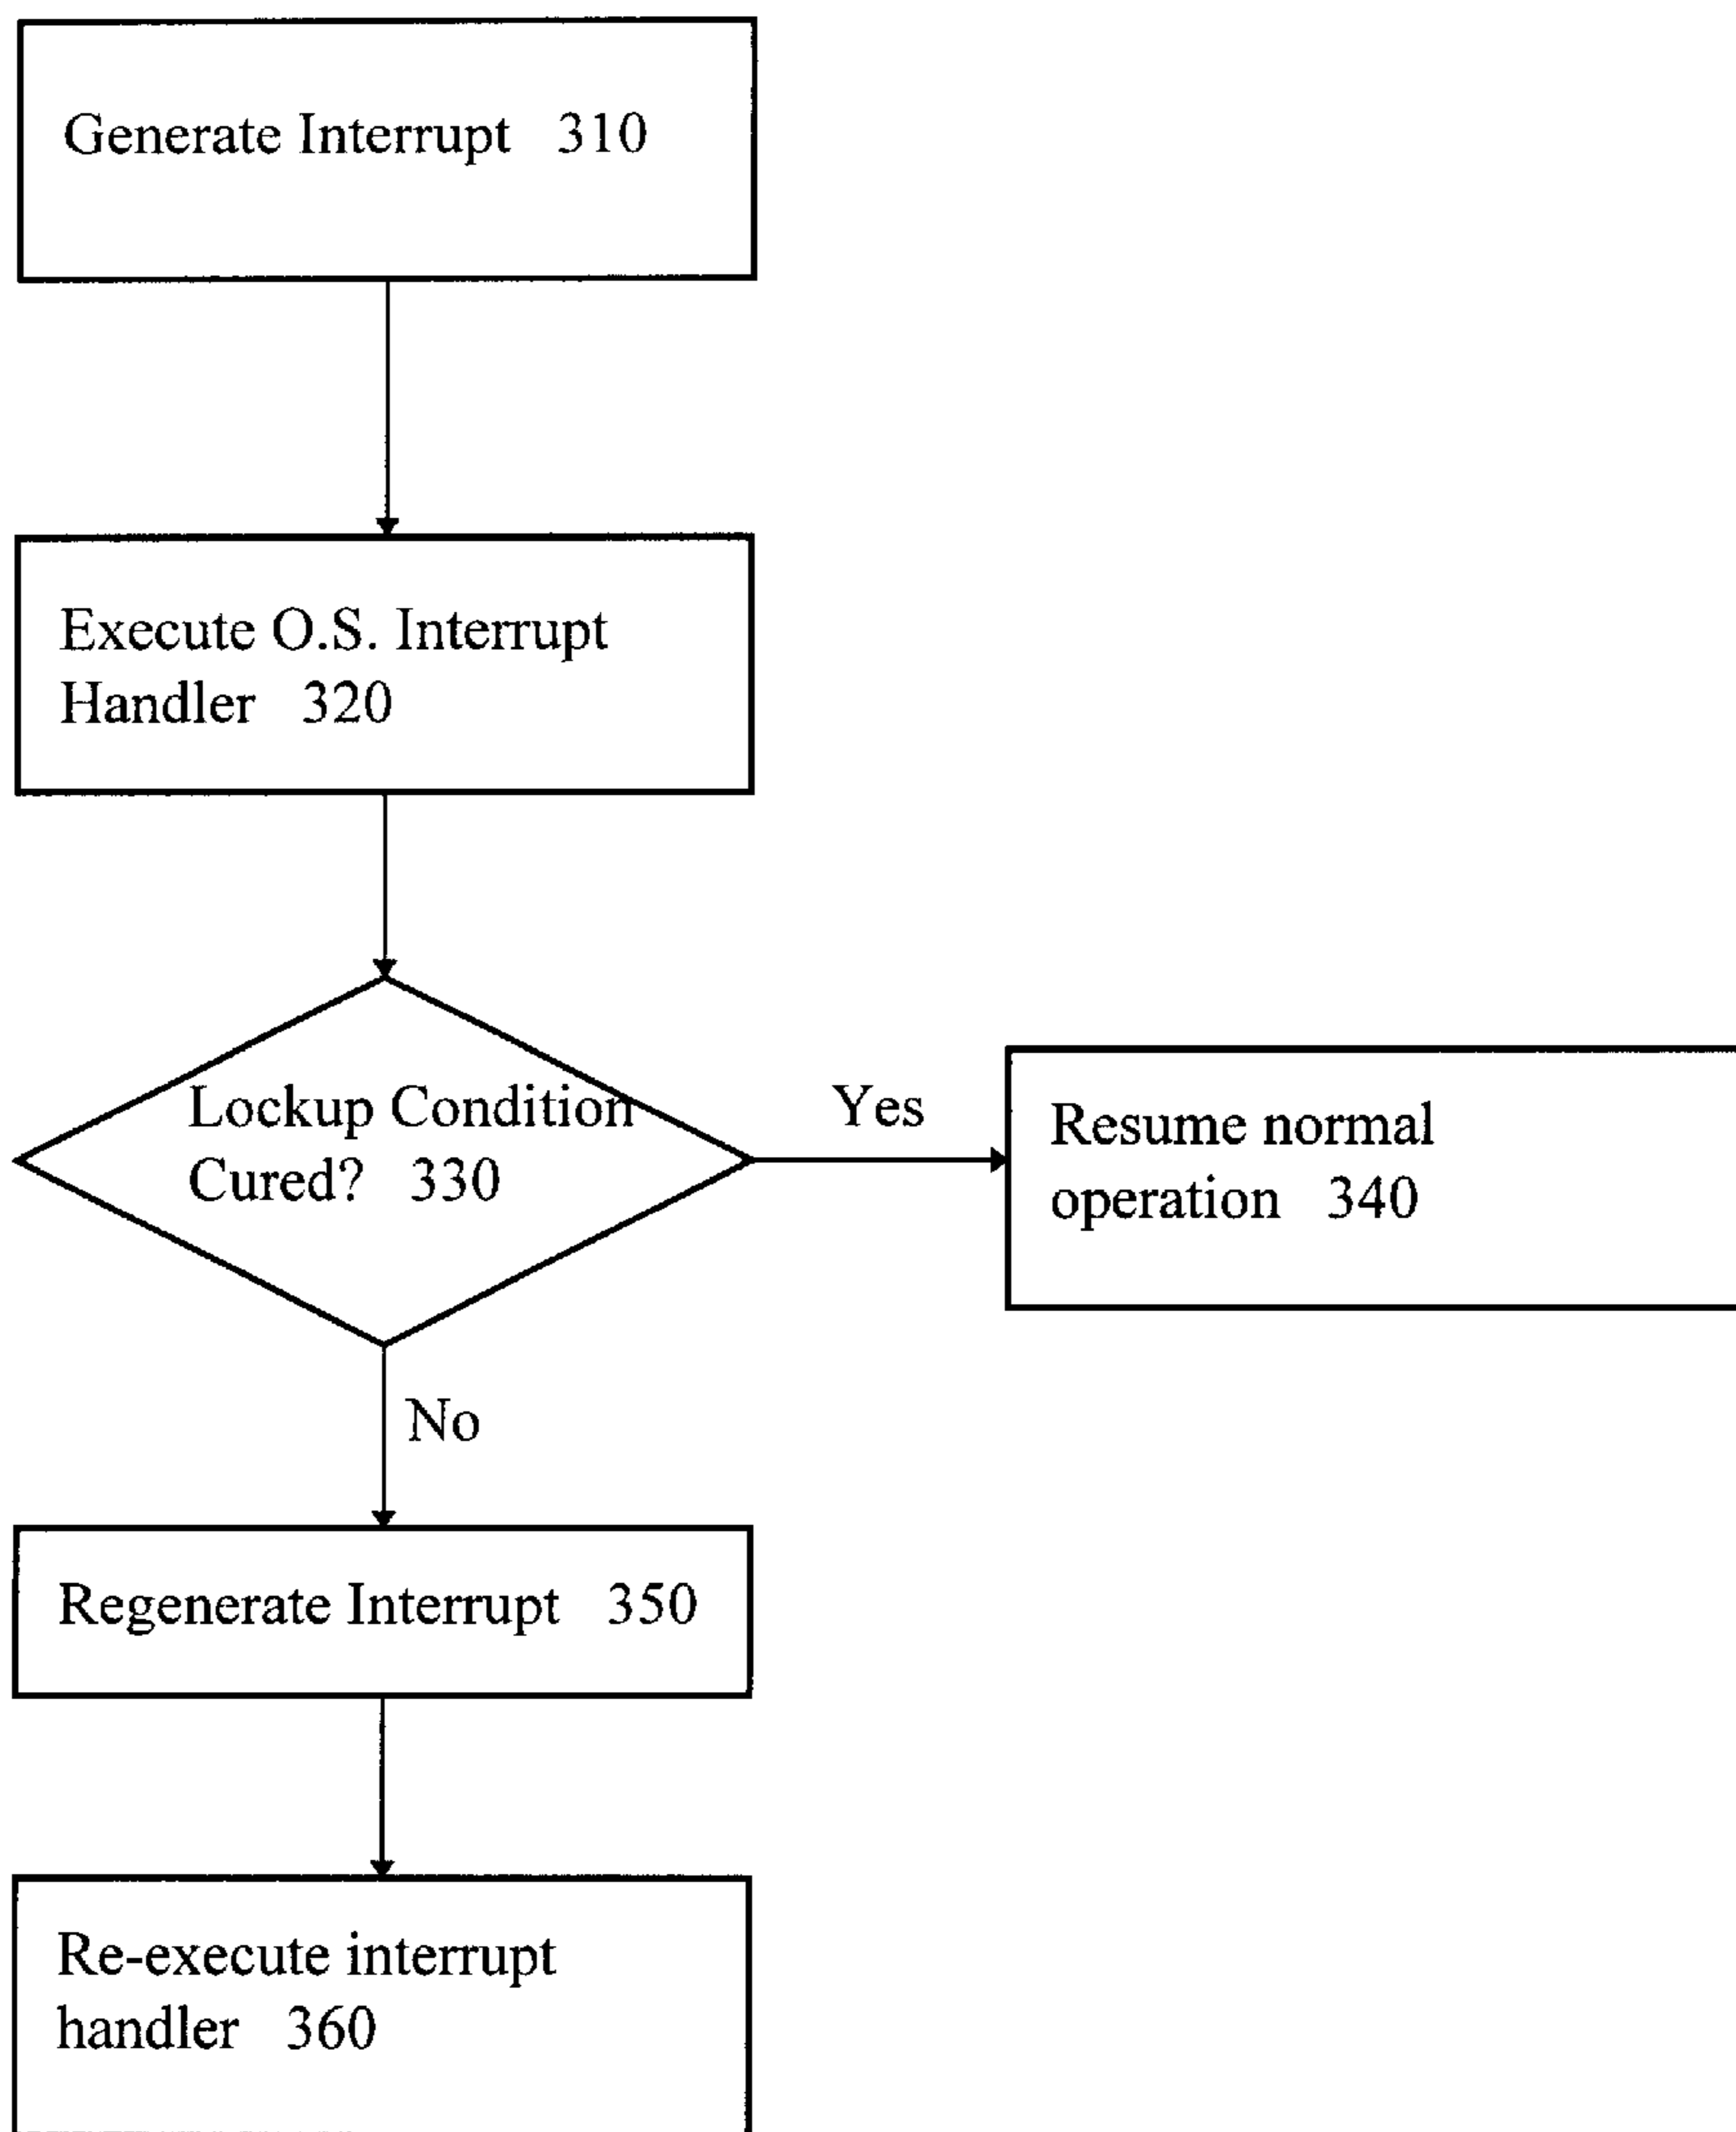 Generate Interrupt 310
Execute O.S. Interrupt
Handler 320
Lockup Condition
Cured? 330
Yes
Resume normal
operation 340
No
Regenerate Interrupt 350
Re-execute interrupt
handler 360